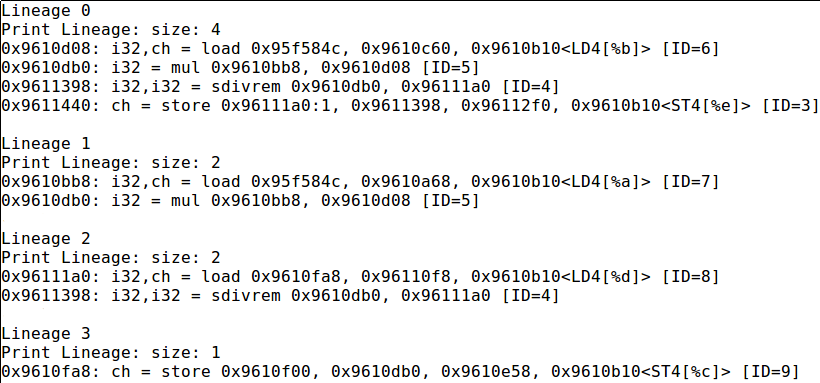 Lineage 0
Print Lineage: size: 4
0x9610d08: i32,ch = load 0x95f584c, 0x9610c60, 0x9610b10<LD4[%b]> [ID=6]
0x9610db0: i32 = mul 0x9610bb8, 0x9610d08 [ID=5]
0x9611398: i32,i32 = sdivrem 0x9610db0, 0x96111a0 [ID=4]
0x9611440: ch = store 0x96111a0:1, 0x9611398, 0x96112f0, 0x9610b10<ST4[%e]> [ID=3]
Lineage 1
Print Lineage: size: 2
0x9610bb8: i32,ch = load 0x95f584c, 0x9610a68, 0x9610b10<LD4[%a]> [ID=7]
0x9610db0: i32 = mul 0x9610bb8, 0x9610d08 [ID=5]
Lineage 2
Print Lineage: size: 2
0x96111a0: i32,ch = load 0x9610fa8, 0x96110f8, 0x9610b10<LD4[%d]> [ID=8]
0x9611398: i32,i32 = sdivrem 0x9610db0, 0x96111a0 [ID=4]
Lineage 3
Print Lineage: size: 1
0x9610fa8: ch = store 0x9610f00, 0x9610db0, 0x9610e58, 0x9610b10<ST4[%c]> [ID=9]